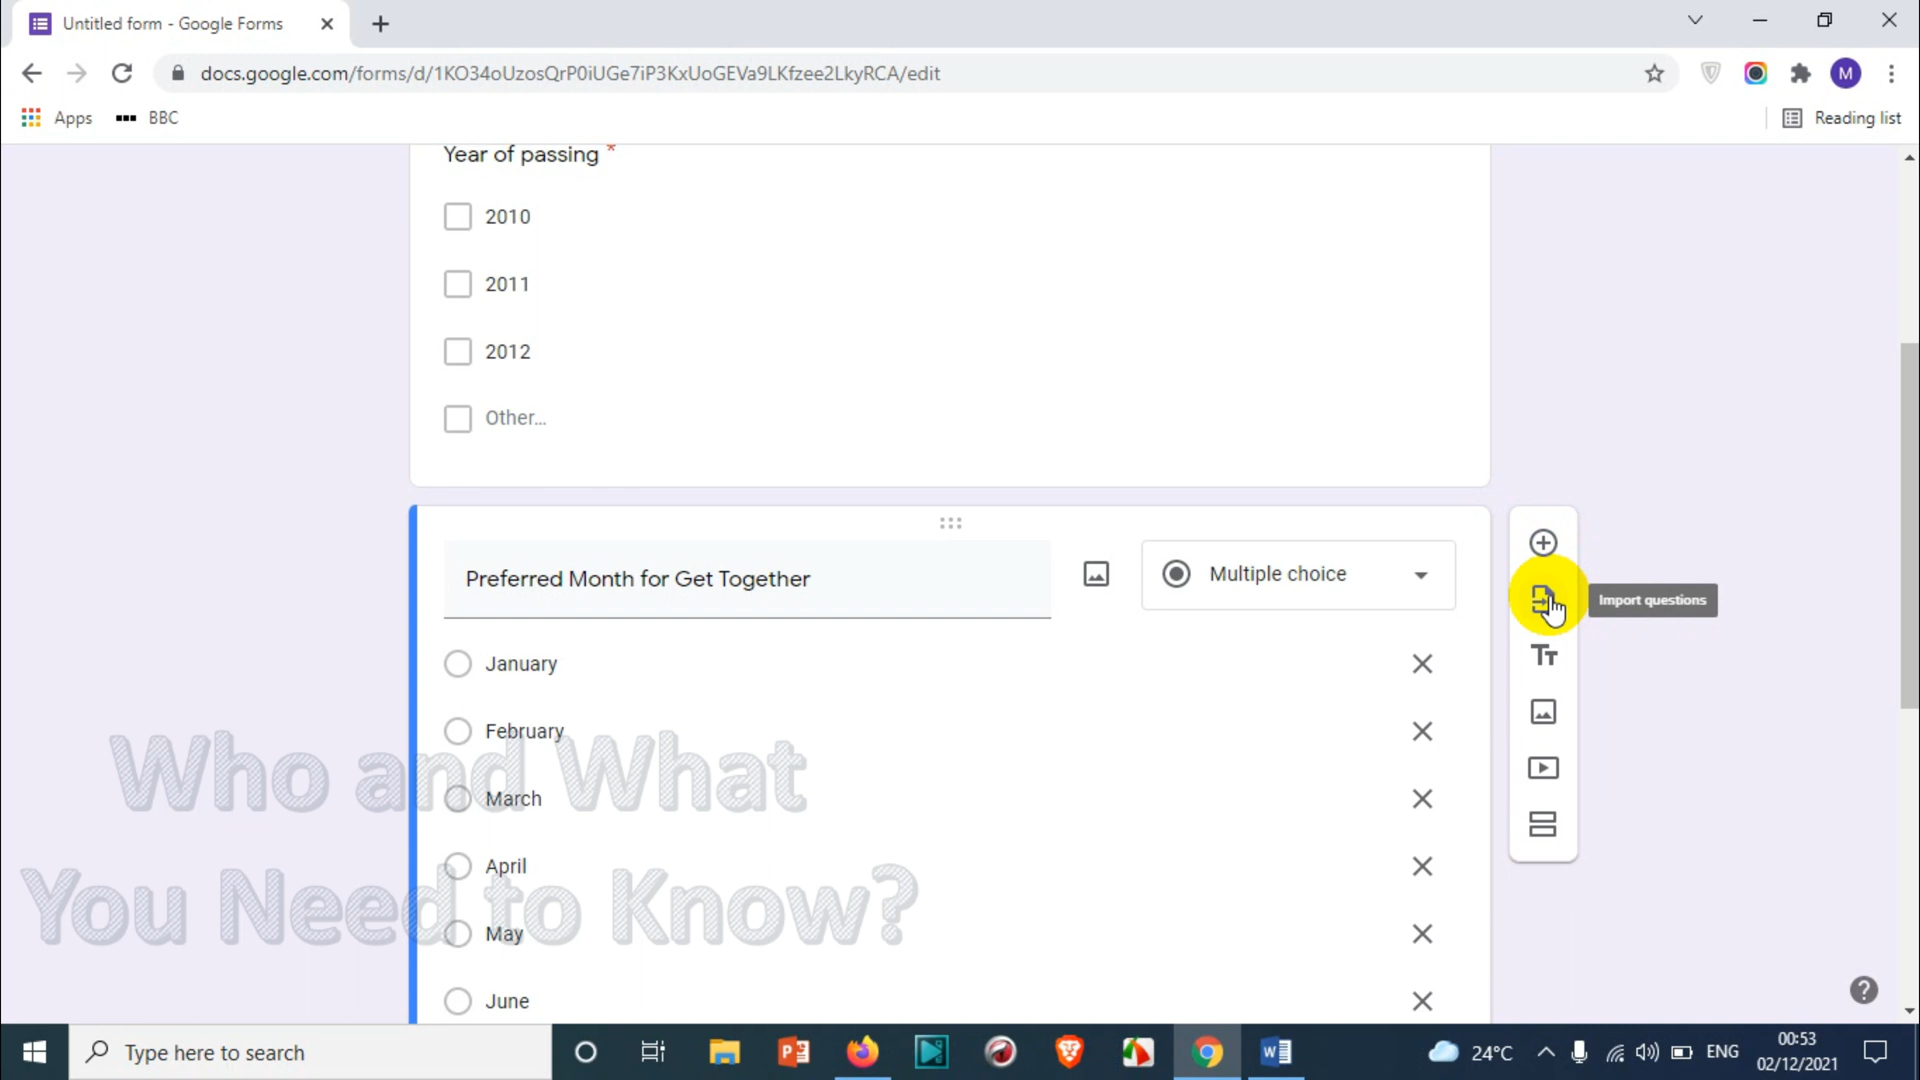 Untitled form - Google Forms
docs.google.com/forms/d/1KO34oUzosQrP0iUGe7iP3KxUoGEVa9LKfzee2LkyRCA/edit
M
Apps
BBC
Reading list
Year of passing *
2010
2011
2012
Other...
Preferred Month for Get Together
Multiple choice
Import questions
Tт
January
February
March
April
May
June
Who and What
You Need to Know?
Type here to search
24°C
ENG
00:53
02/12/2021